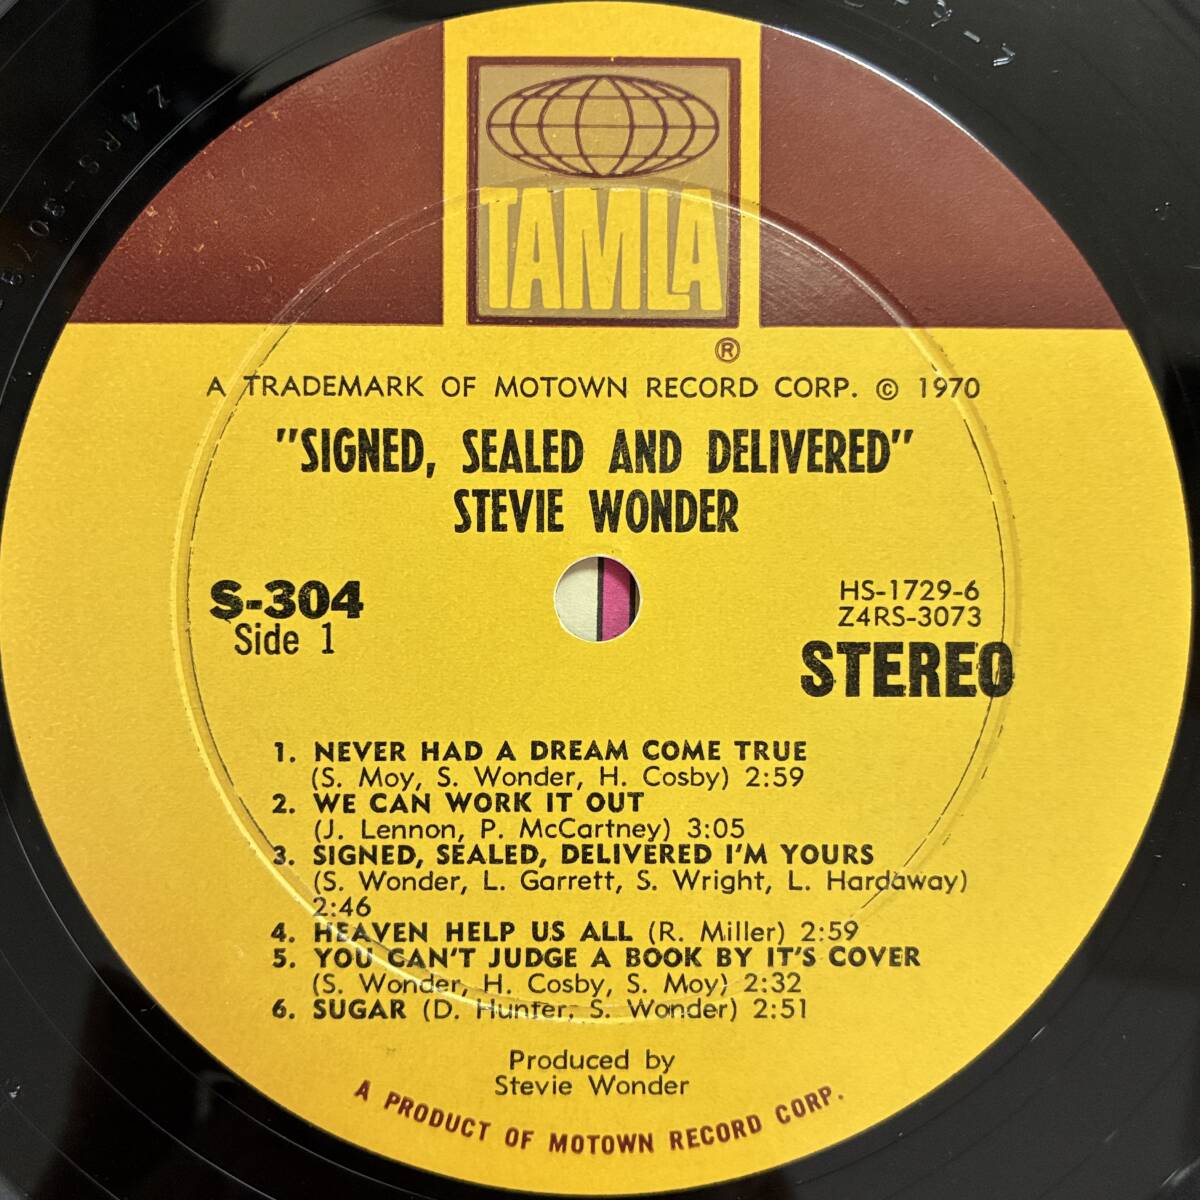 TAMLA
®
A TRADEMARK OF MOTOWN RECORD CORP. © 1970
"SIGNED, SEALED AND DELIVERED"
STEVIE WONDER
S-304
Side 1
HS-1729-6
Z4RS-3073
STEREO
1. NEVER HAD A DREAM COME TRUE
(S. Moy, S. Wonder, H. Cosby) 2:59
2. WE CAN WORK IT OUT
(J. Lennon, P. McCartney) 3:05
3. SIGNED, SEALED, DELIVERED I'M YOURS
(S. Wonder, L. Garrett, S. Wright, L. Hardaway)
2:46
4. HEAVEN HELP US ALL (R. Miller) 2:59
5. YOU CAN'T JUDGE A BOOK BY IT'S COVER
(S. Wonder, H. Cosby, S. Moy) 2:32
6. SUGAR (D. Hunter, S. Wonder) 2:51
Produced by
Stevie Wonder
A PRODUCT OF MOTOWN RECORD CORP.